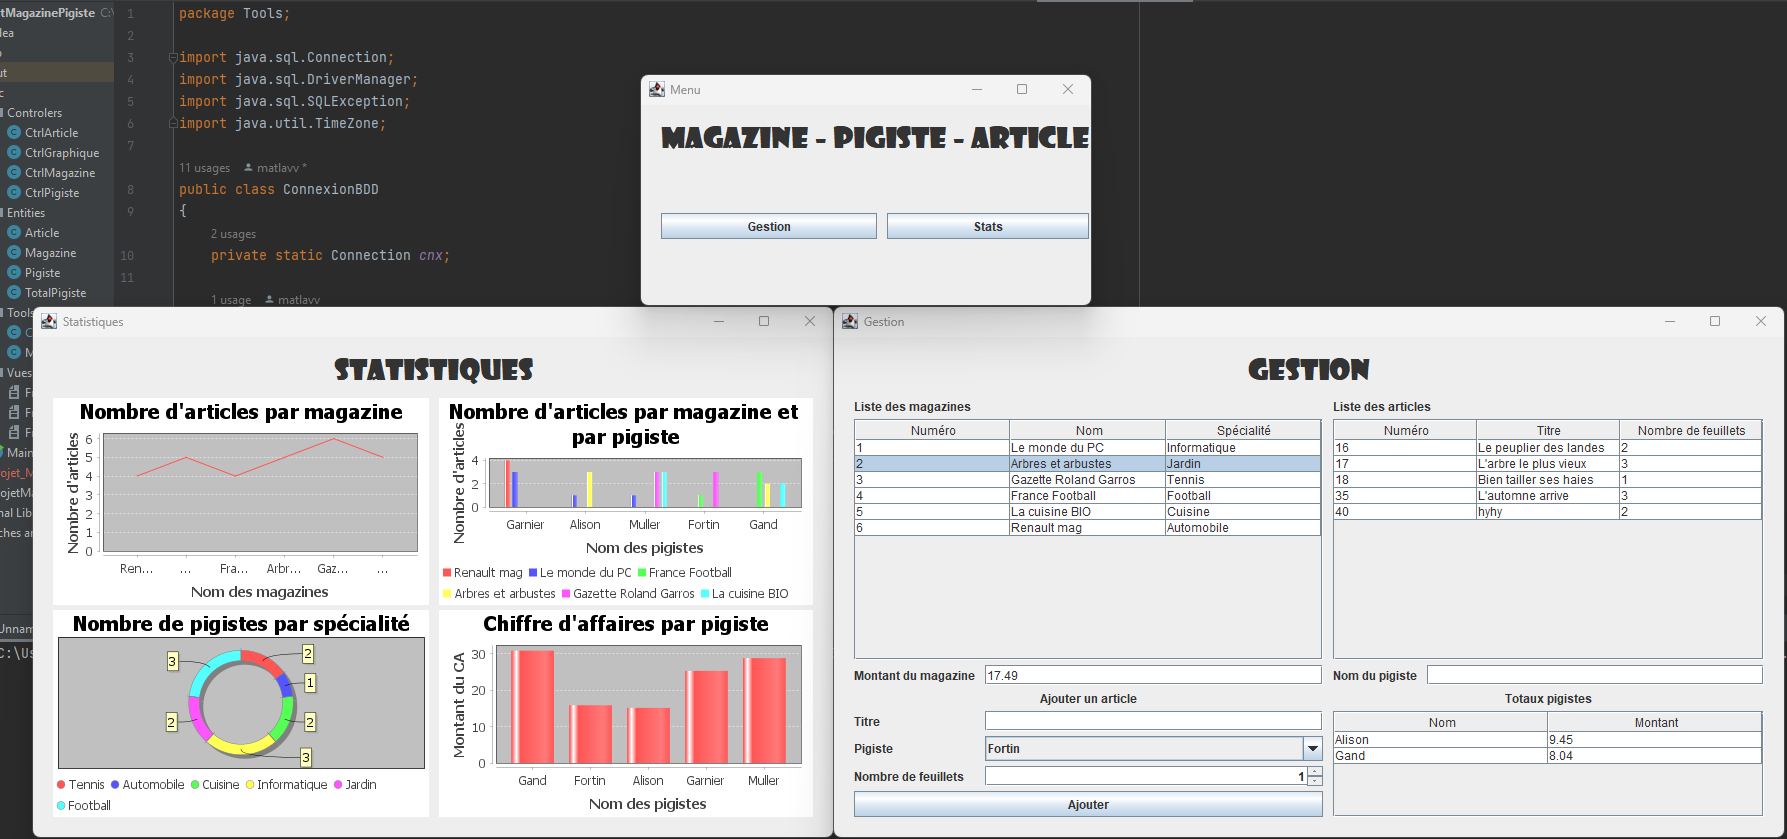 tMagazinePigiste
Controlers
CtrlArticle
CtrlGraphique
CtrlMagazine
CtrlPigiste
Entities
Article
Magazine
Pigiste
TotalPigiste
Tools
Vues
Main
1 package Tools;
2
3 import java.sql.Connection;
4 import java.sql.DriverManager;
5 import java.sql.SQLException;
6 import java.util.TimeZone;
7
11 usages matlavv *
8 public class ConnexionBDD
9 {
2 usages
10 private static Connection cnx;
11
1 usage matlavv
Menu
MAGAZINE - PIGISTE - ARTICLE
Gestion Stats
Statistiques
STATISTIQUES
Nombre d'articles par magazine
Nombre d'articles
6
5
4
3
2
1
0
Ren... ... Fra... Arbr... Gaz... ...
Nom des magazines
Nombre d'articles par magazine et
par pigiste
Nombre d'articles
4
2
0
Garnier Alison Muller Fortin Gand
Nom des pigistes
Renault mag Le monde du PC France Football
Arbres et arbustes Gazette Roland Garros La cuisine BIO
Nombre de pigistes par spécialité
3 2
1
2 2
3
Tennis Automobile Cuisine Informatique Jardin
Football
Chiffre d'affaires par pigiste
Montant du CA
30
20
10
0
Gand Fortin Alison Garnier Muller
Nom des pigistes
Gestion
GESTION
Liste des magazines
Numéro Nom Spécialité
1 Le monde du PC Informatique
2 Arbres et arbustes Jardin
3 Gazette Roland Garros Tennis
4 France Football Football
5 La cuisine BIO Cuisine
6 Renault mag Automobile
Liste des articles
Numéro Titre Nombre de feuillets
16 Le peuplier des landes 2
17 L'arbre le plus vieux 3
18 Bien tailler ses haies 1
35 L'automne arrive 3
40 hyhy 2
Montant du magazine 17.49
Nom du pigiste
Ajouter un article
Titre
Pigiste Fortin
Nombre de feuillets 1
Ajouter
Totaux pigistes
Nom Montant
Alison 9.45
Gand 8.04